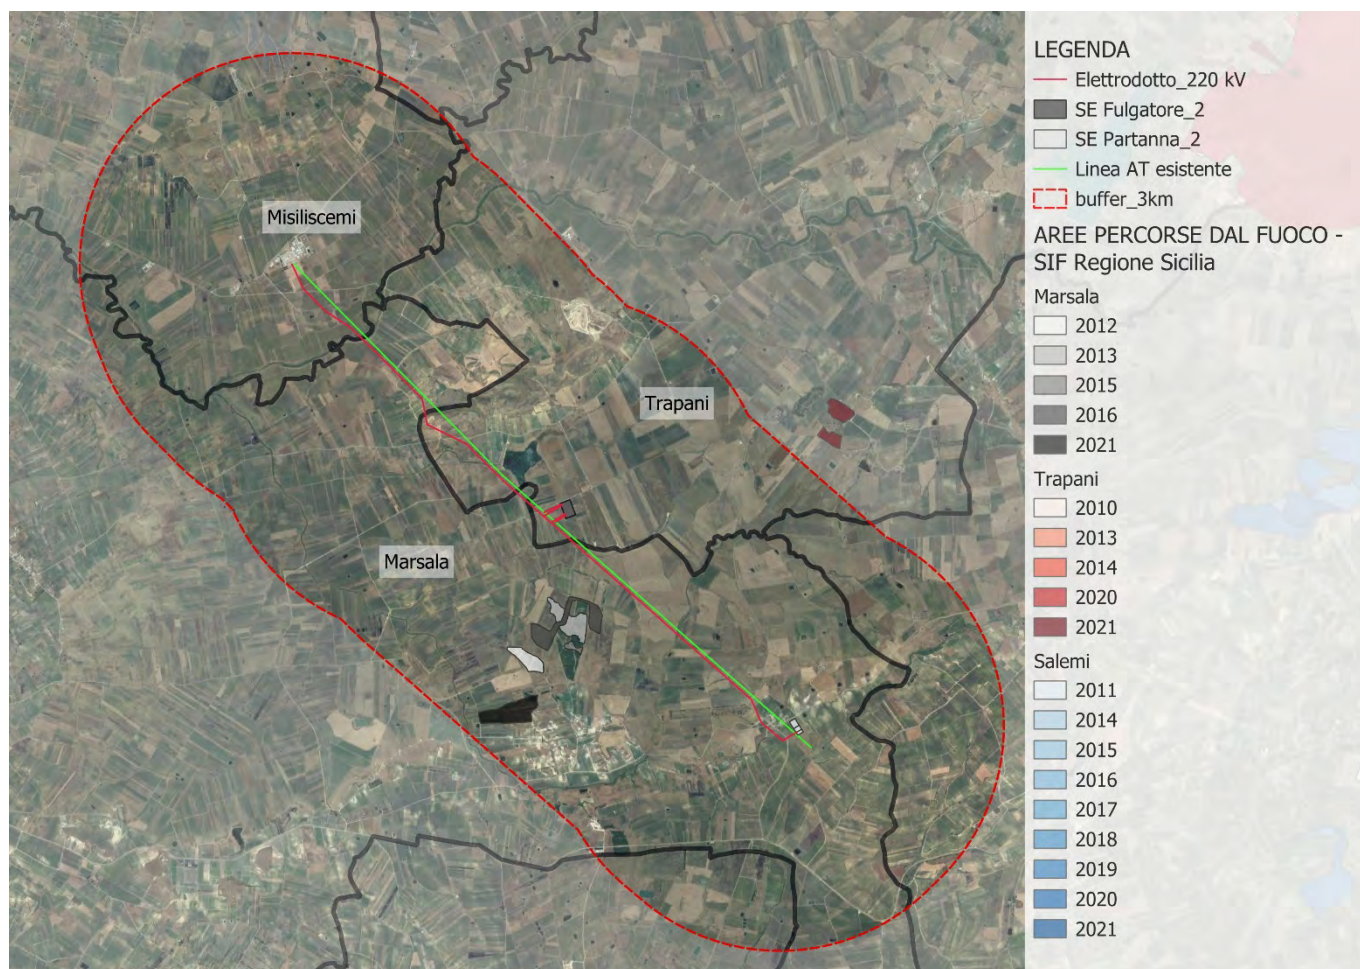 Misiliscemi
Trapani
Marsala
LEGENDA
Elettrodotto_220 kV
SE Fulgatore_2
SE Partanna_2
Linea AT esistente
buffer_3km
AREE PERCORSE DAL FUOCO -
SIF Regione Sicilia
Marsala
2012
2013
2015
2016
2021
Trapani
2010
2013
2014
2020
2021
Salemi
2011
2014
2015
2016
2017
2018
2019
2020
2021